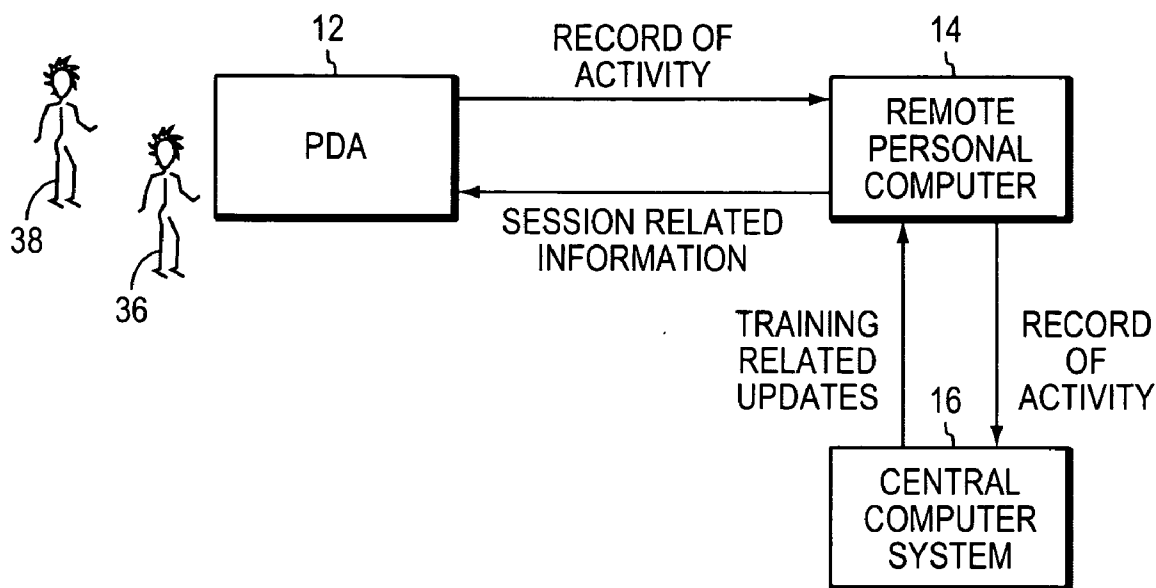 12
RECORD OF
ACTIVITY
14
PDA
REMOTE
PERSONAL
COMPUTER
SESSION RELATED
INFORMATION
38
36
TRAINING
RELATED
UPDATES
RECORD
OF
ACTIVITY
16
CENTRAL
COMPUTER
SYSTEM